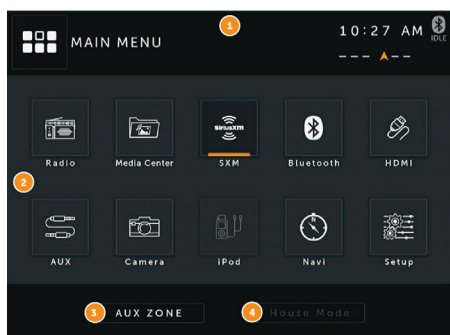 1
MAIN MENU
10:27 AM
IDLE
siriusxm
Radio
Media Center
SXM
Bluetooth
HDMI
2
N
AUX
Camera
iPod
Navi
Setup
3 AUX ZONE
4 House Mode